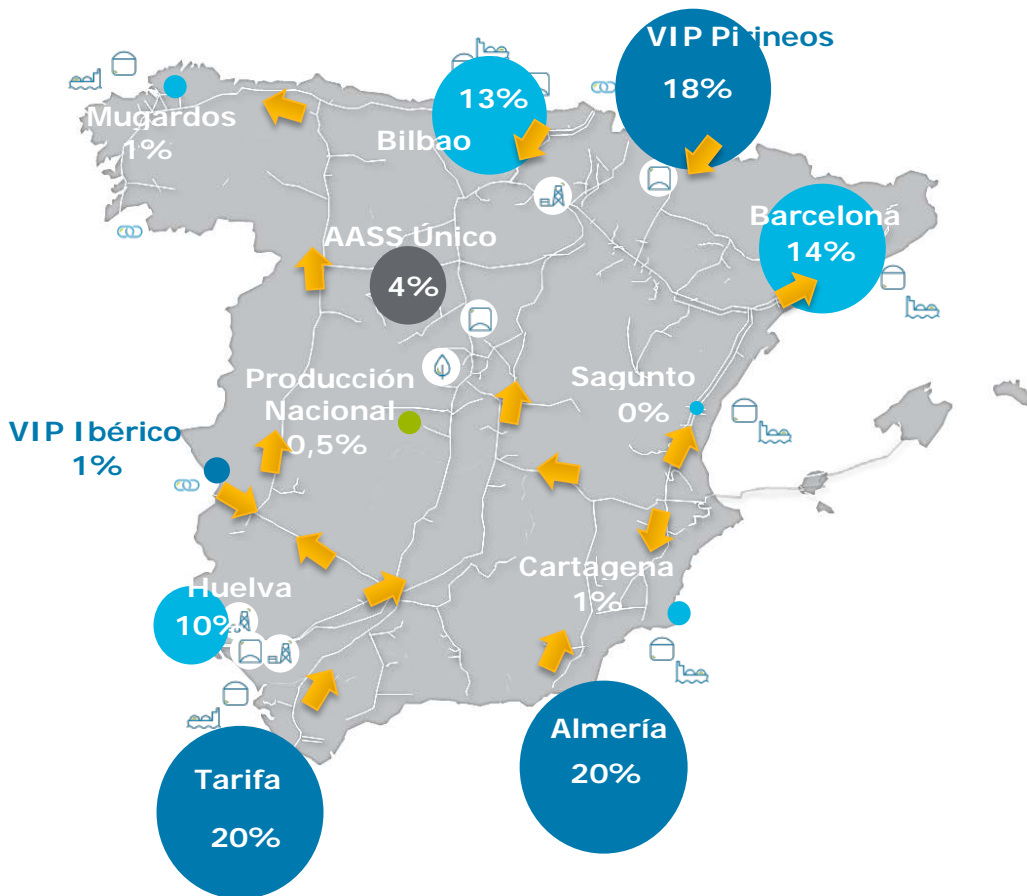 VIP Pirineos
18%
13%
Bilbao
Mugardos
1%
Barcelona
14%
AASS Único
4%
Producción
Nacional
0,5%
Sagunto
0%
VIP Ibérico
1%
Cartagena
1%
Huelva
10%
Almería
20%
Tarifa
20%